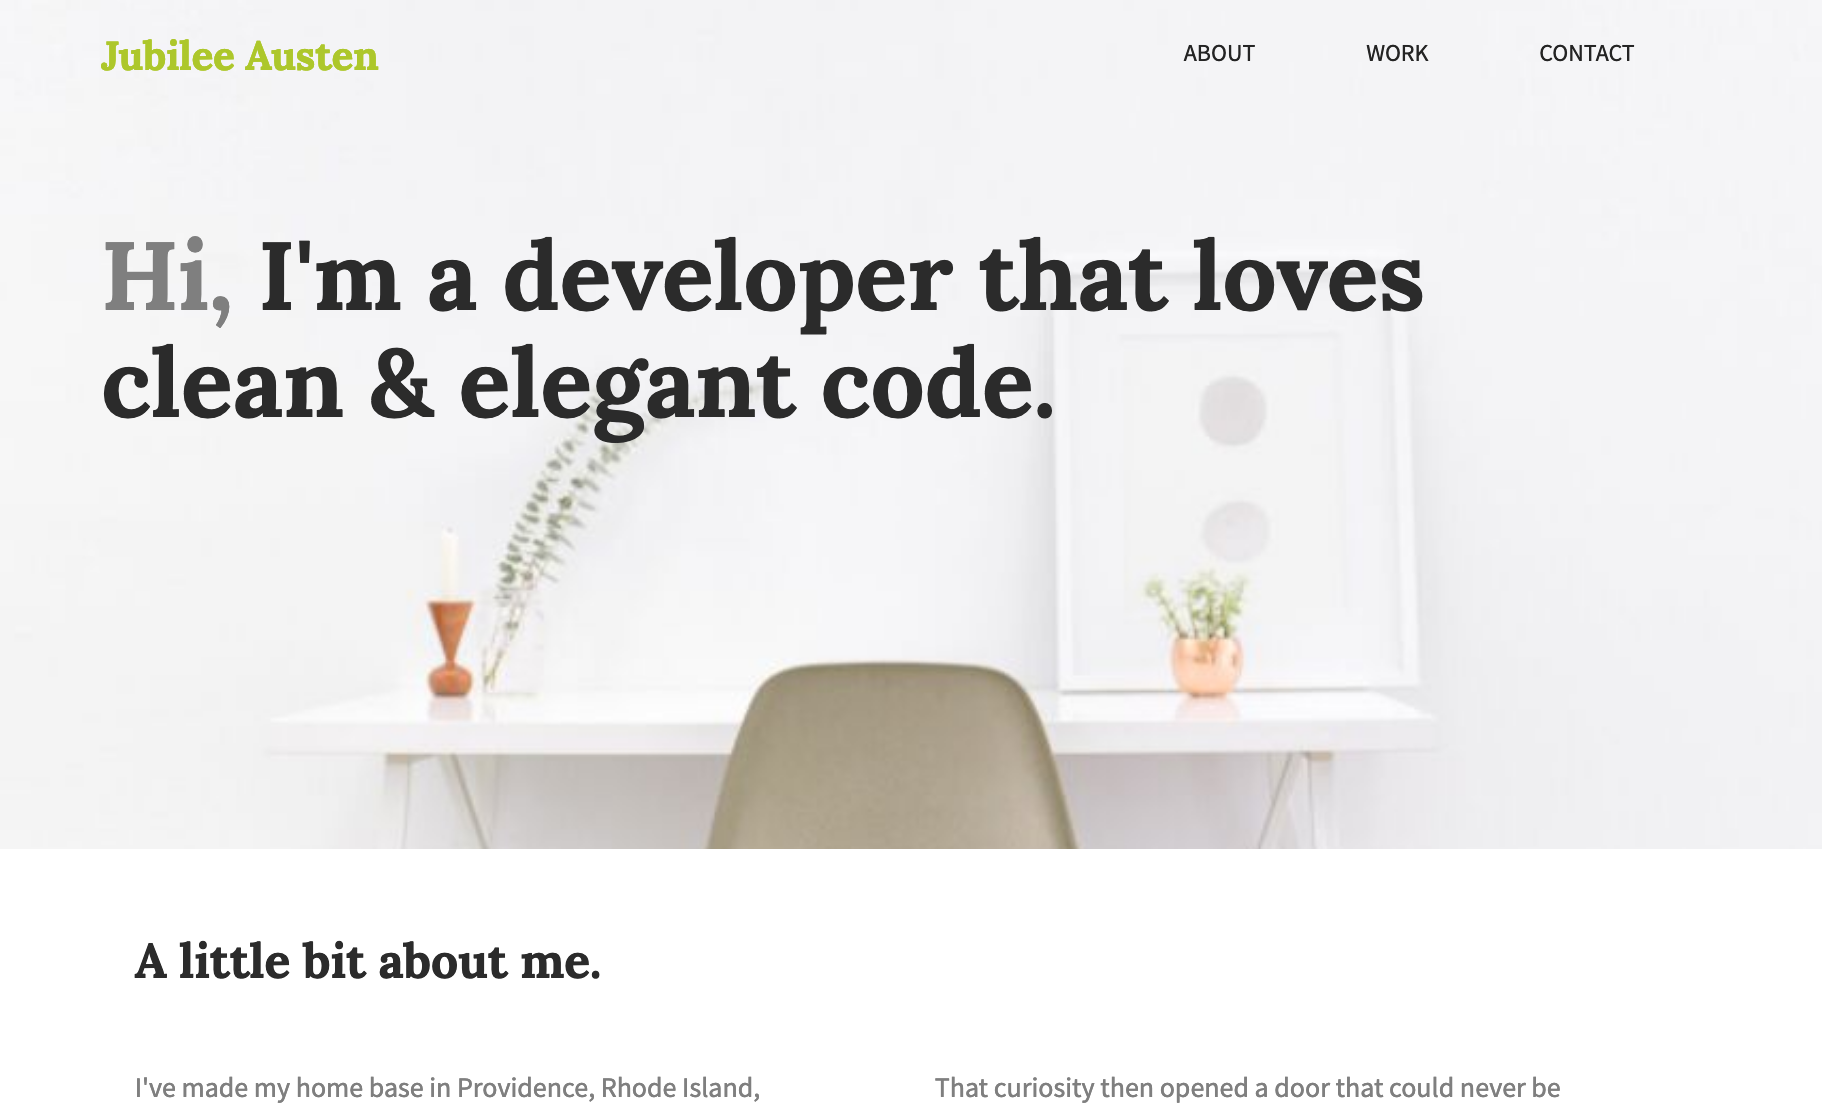 Jubilee Austen
ABOUT WORK CONTACT
Hi, I'm a developer that loves
clean & elegant code.
A little bit about me.
I've made my home base in Providence, Rhode Island,
That curiosity then opened a door that could never be